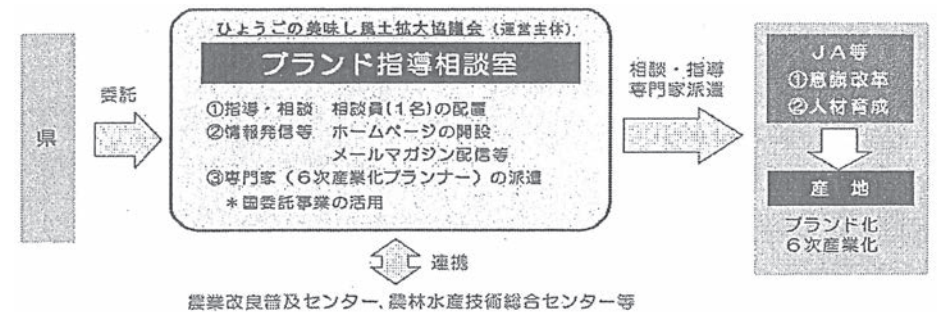 県
委託
ひょうごの美味し風土拡大協議会(運営主体)
ブランド指導相談室
①指導・相談 相談員(1名)の配置
②情報発信等 ホームページの開設
メールマガジン配信等
③専門家(6次産業化プランナー)の派遣
*国委託事業の活用
相談・指導
専門家派遣
JA等
①意識改革
②人材育成
産地
ブランド化
6次産業化
連携
農業改良普及センター、農林水産技術総合センター等